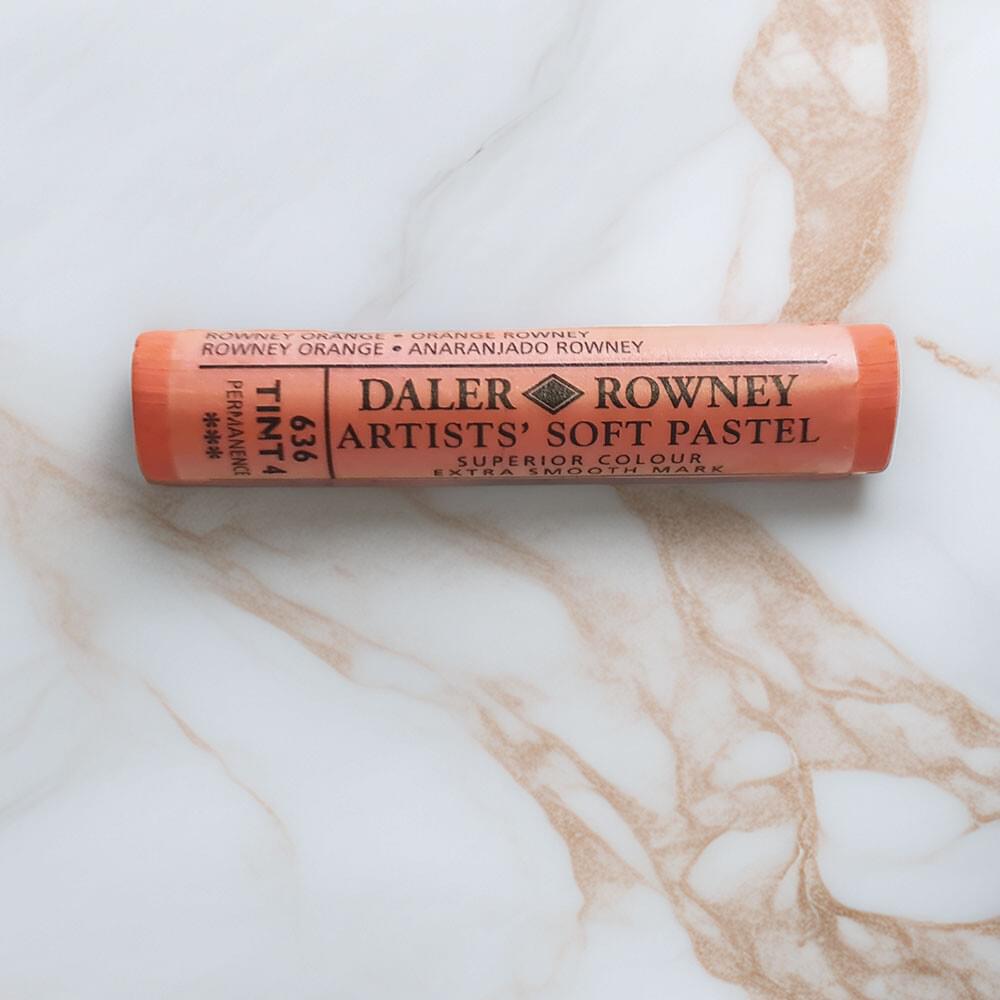 ROWNEY ORANGE • ORANGE ROWNEY
ROWNEY ORANGE • ANARANJADO ROWNEY
636
TINT 4
PERMANENCE
****
DALER ROWNEY
ARTISTS’ SOFT PASTEL
SUPERIOR COLOUR
EXTRA SMOOTH MARK